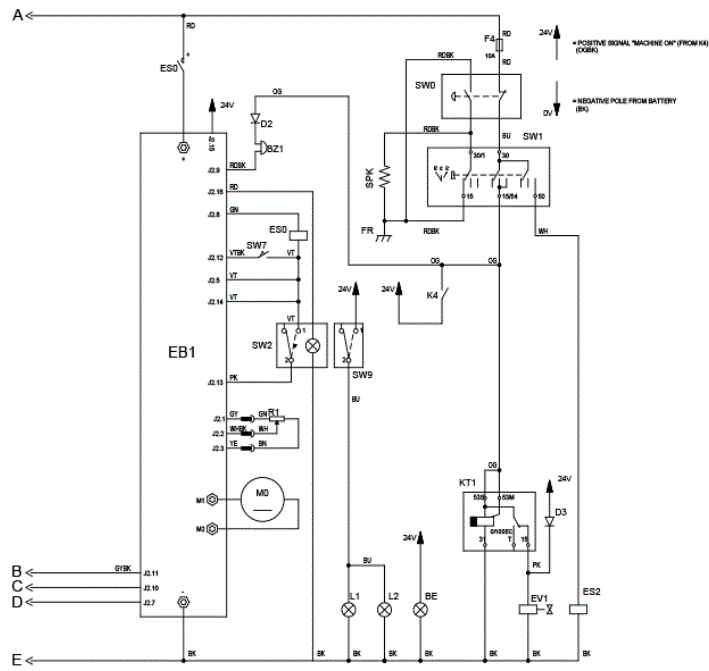 A
RD
RD
F4
10A
RD
24V
= POSITIVE SIGNAL "MACHINE ON" (FROM K4)
(OGBK)
0V
= NEGATIVE POLE FROM BATTERY
(BK)
ES0
24V
OG
RDBK
SW0
D2
BZ1
RDBK
BU
SW1
+
J2.9
RDBK
J2.16
RD
SPK
30/1
30
J2.8
GN
15
15/54
50
ES0
FR
RDBK
WH
SW7
J2.12
VTBK
VT
OG
OG
J2.5
VT
24V
24V
K4
J2.14
VT
VT
SW2
1
2
1
2
SW9
EB1
J2.13
PK
BU
J2.1
GY
GN
R1
J2.2
WHBK
WH
J2.3
YE
BN
OG
KT1
53S
53M
24V
D3
M1
M0
M2
31
T
15
24V
PK
B
GYBK
J2.11
C
J2.10
D
J2.7
BU
L1
L2
BE
EV1
ES2
-
E
BK
BK
BK
BK
BK
BK
BK
BK